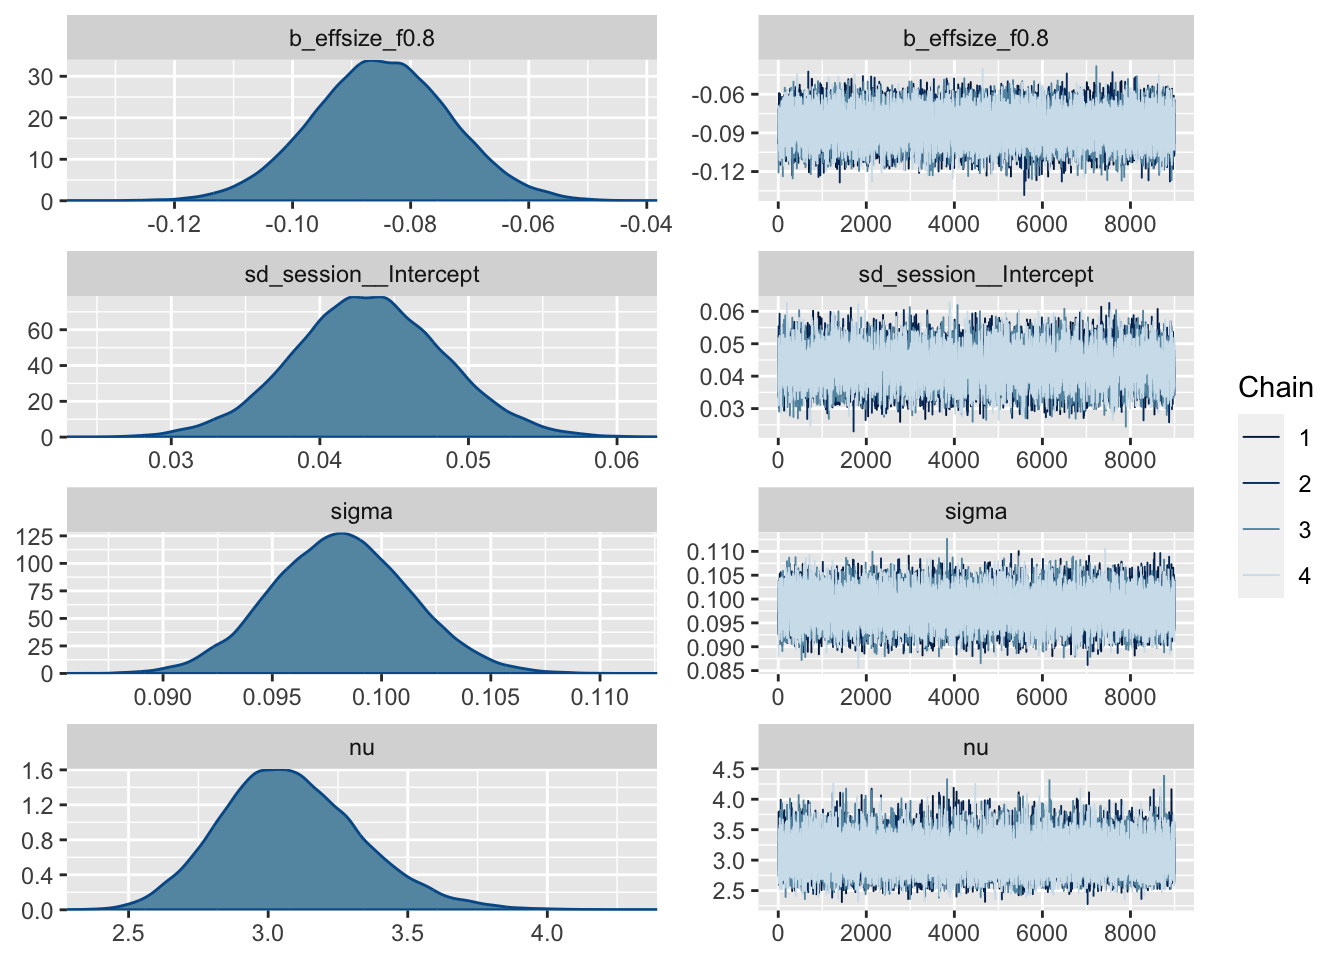 b_effsize_f0.8
30
20
10
0
-0.12 -0.10 -0.08 -0.06 -0.04
b_effsize_f0.8
-0.06
-0.09
-0.12
0 2000 4000 6000 8000
sd_session__Intercept
60
40
20
0
0.03 0.04 0.05 0.06
sd_session__Intercept
0.06
0.05
0.04
0.03
0 2000 4000 6000 8000
sigma
125
100
75
50
25
0
0.090 0.095 0.100 0.105 0.110
sigma
0.110
0.105
0.100
0.095
0.090
0.085
0 2000 4000 6000 8000
nu
1.6
1.2
0.8
0.4
0.0
2.5 3.0 3.5 4.0
nu
4.5
4.0
3.5
3.0
2.5
0 2000 4000 6000 8000
Chain
1
2
3
4